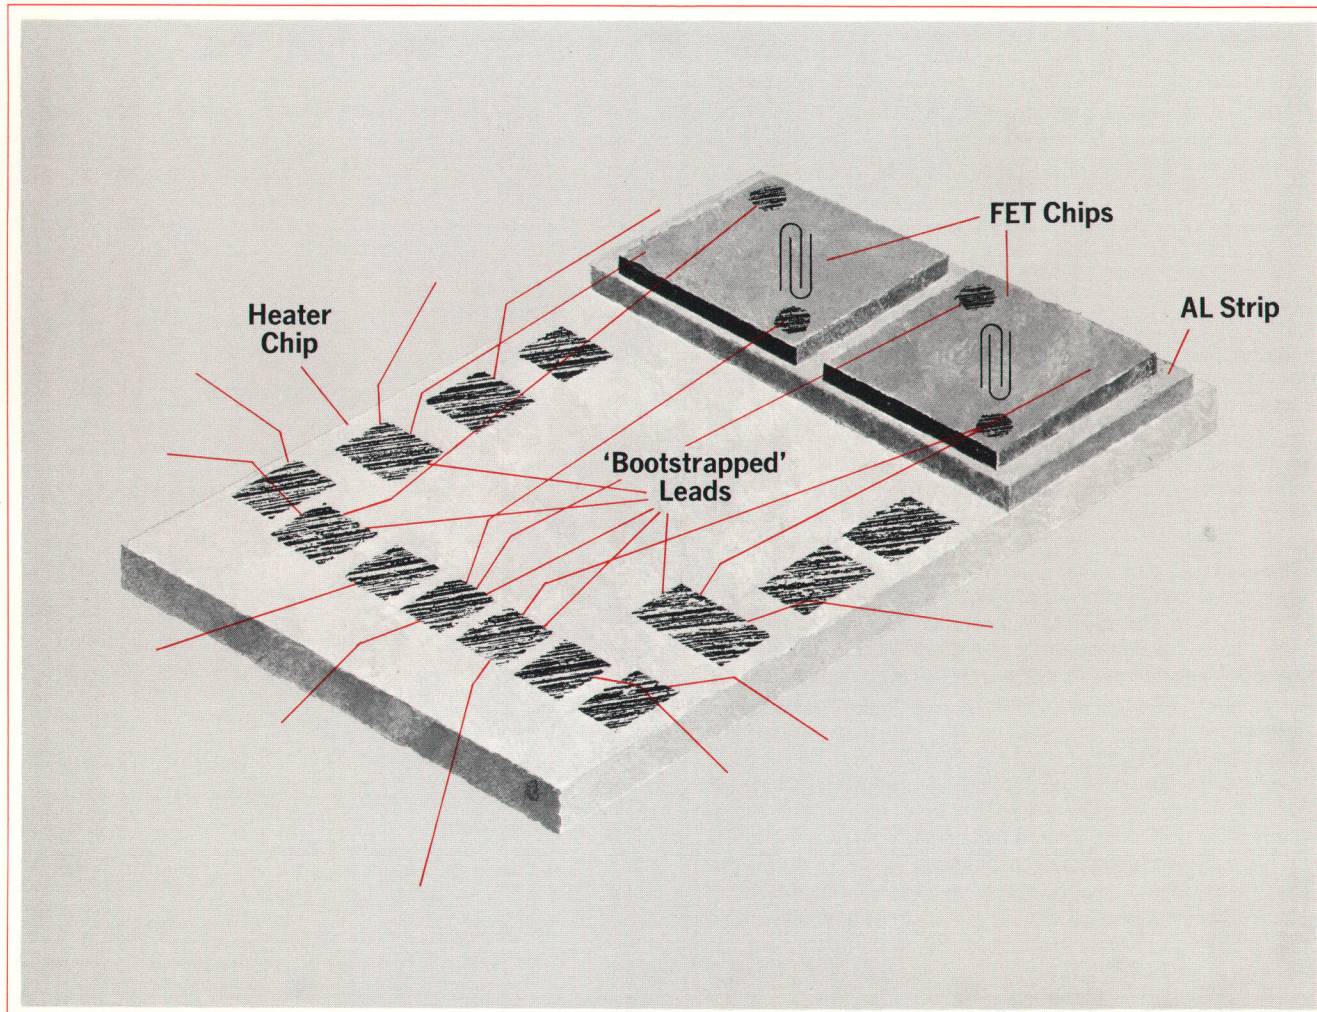 FET Chips
AL Strip
Heater
Chip
'Bootstrapped'
Leads